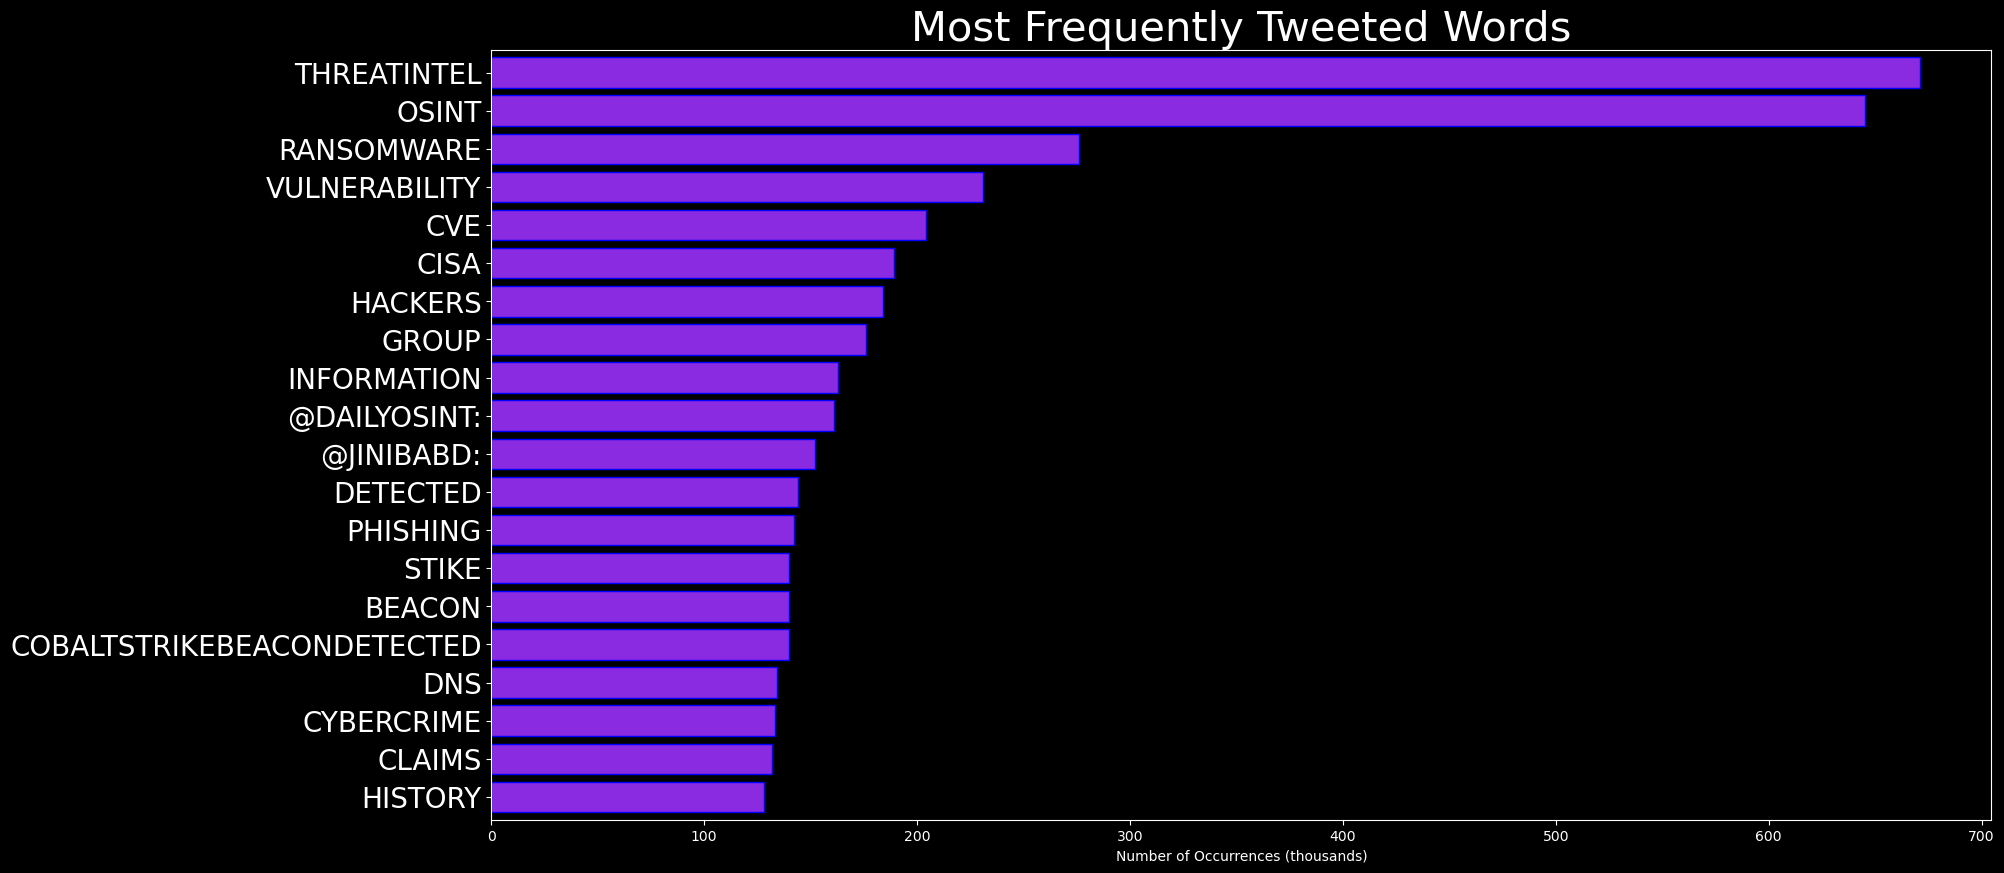 Most Frequently Tweeted Words
THREATINTEL
OSINT
RANSOMWARE
VULNERABILITY
CVE
CISA
HACKERS
GROUP
INFORMATION
@DAILYOSINT:
@JINIBABD:
DETECTED
PHISHING
STIKE
BEACON
COBALTSTRIKEBEACONDETECTED
DNS
CYBERCRIME
CLAIMS
HISTORY
0 100 200 300 400 500 600 700
Number of Occurrences (thousands)